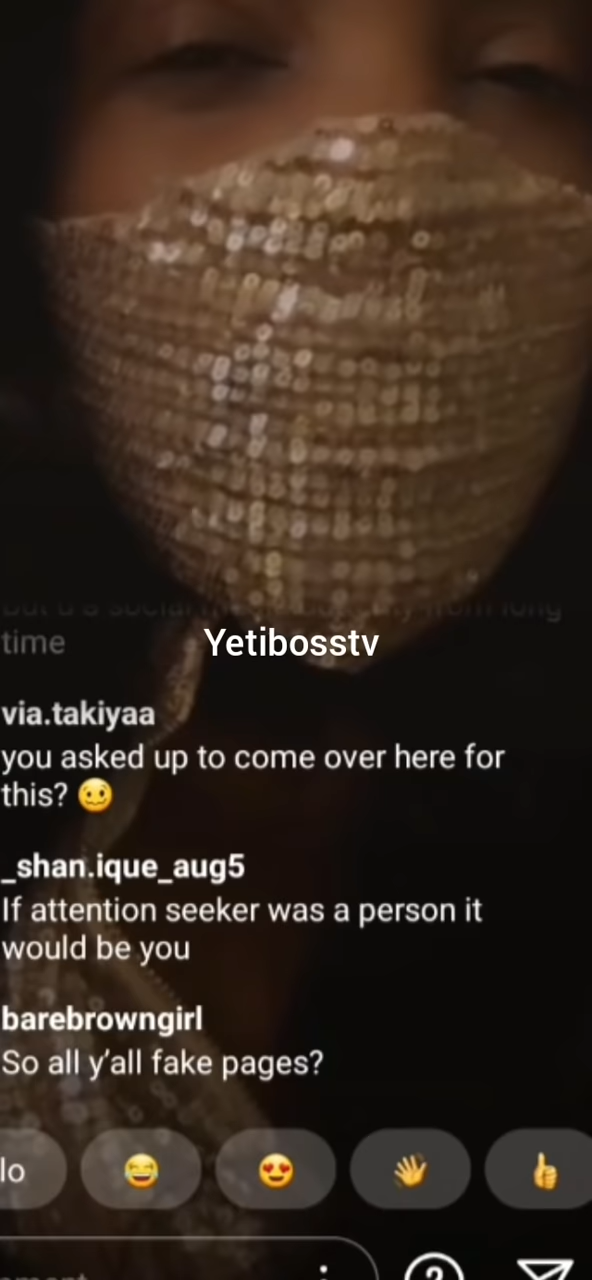 time
Yetibosstv
via.takiyaa
you asked up to come over here for
this? 🥴
_shan.ique_aug5
If attention seeker was a person it
would be you
barebrowngirl
So all y’all fake pages?
lo